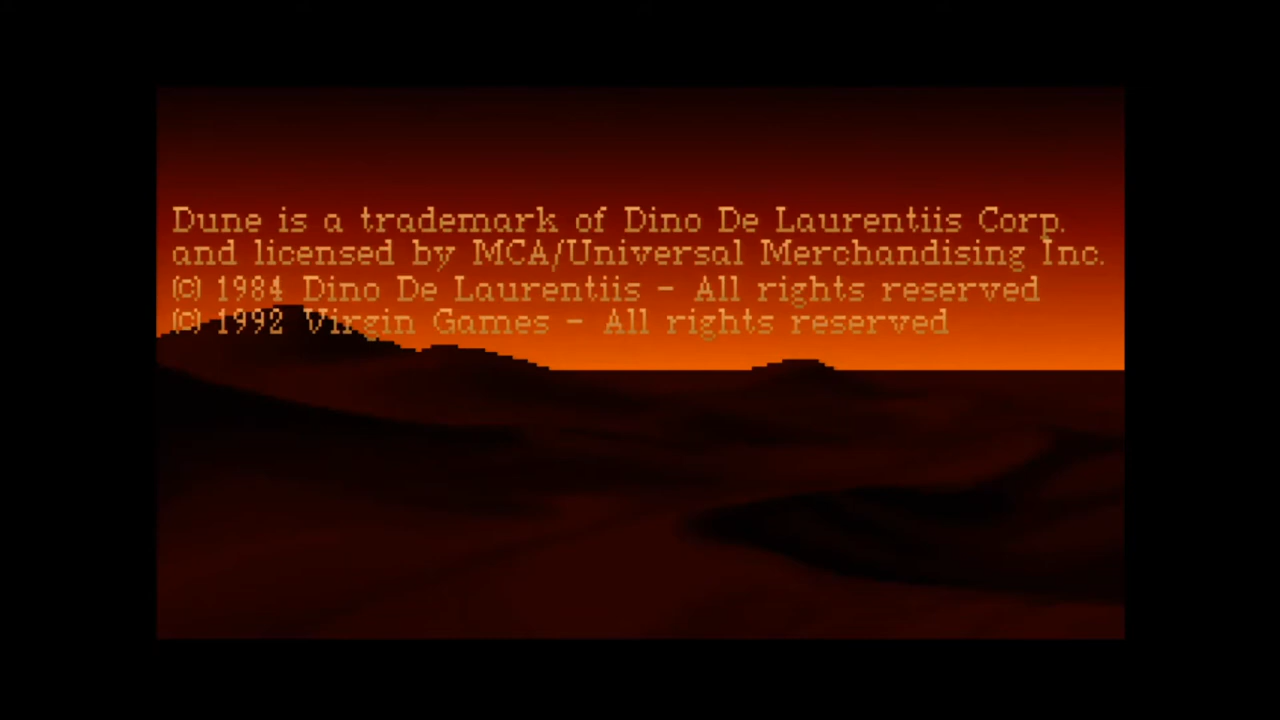 Dune is a trademark of Dino De Laurentiis Corp.
and licensed by MCA/Universal Merchandising Inc.
(c) 1984 Dino De Laurentiis - All rights reserved
(c) 1992 Virgin Games - All rights reserved